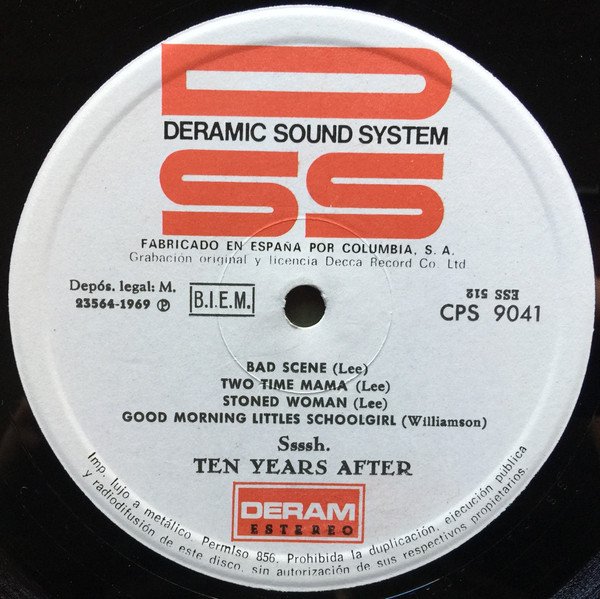 D
DERAMIC SOUND SYSTEM
SS
FABRICADO EN ESPAÑA POR COLUMBIA, S. A.
Grabación original y licencia Decca Record Co. Ltd
Depós. legal: M.
23564-1969 Ⓟ
B.I.E.M.
ESS 512
CPS 9041
BAD SCENE (Lee)
TWO TIME MAMA (Lee)
STONED WOMAN (Lee)
GOOD MORNING LITTLES SCHOOLGIRL (Williamson)
Ssssh.
TEN YEARS AFTER
DERAM
ESTEREO
Imp. lujo a metálico. Permiso 856. Prohibida la duplicación, ejecución pública
y radiodifusión de este disco, sin autorización de sus respectivos propietarios.